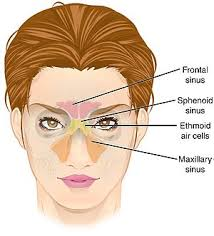 Frontal
sinus
Sphenoid
sinus
Ethmoid
air cells
Maxillary
sinus